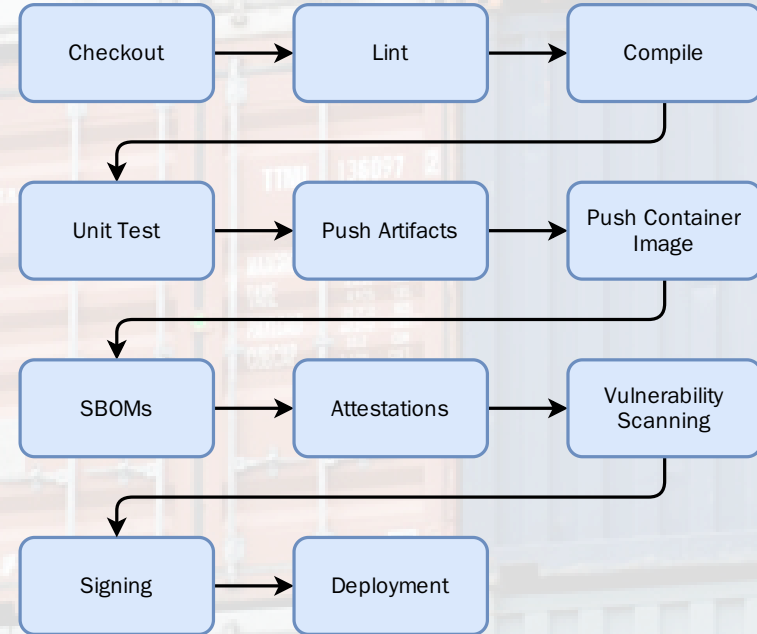 Checkout
Lint
Compile
Unit Test
Push Artifacts
Push Container
Image
SBOMs
Attestations
Vulnerability
Scanning
Signing
Deployment